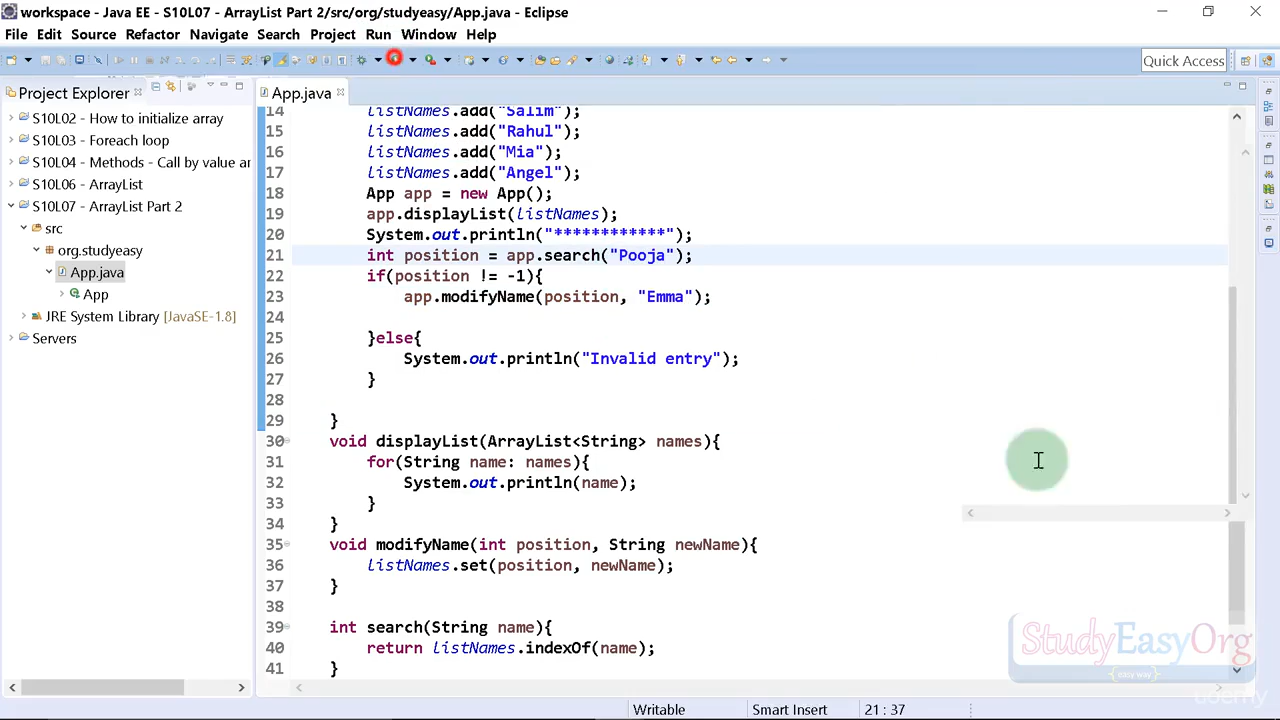 workspace - Java EE - S10L07 - ArrayList Part 2/src/org/studyeasy/App.java - Eclipse
File Edit Source Refactor Navigate Search Project Run Window Help
Quick Access
Project Explorer
App.java
S10L02 - How to initialize array
S10L03 - Foreach loop
S10L04 - Methods - Call by value ar
S10L06 - ArrayList
S10L07 - ArrayList Part 2
src
org.studyeasy
App.java
App
JRE System Library [JavaSE-1.8]
Servers
14 listNames.add("Salim");
15 listNames.add("Rahul");
16 listNames.add("Mia");
17 listNames.add("Angel");
18 App app = new App();
19 app.displayList(listNames);
20 System.out.println("************");
21 int position = app.search("Pooja");
22 if(position != -1){
23 app.modifyName(position, "Emma");
24
25 }else{
26 System.out.println("Invalid entry");
27 }
28
29 }
30 void displayList(ArrayList<String> names){
31 for(String name: names){
32 System.out.println(name);
33 }
34 }
35 void modifyName(int position, String newName){
36 listNames.set(position, newName);
37 }
38
39 int search(String name){
40 return listNames.indexOf(name);
41 }
StudyEasyOrg
easy way
udemy
Writable Smart Insert 21 : 37